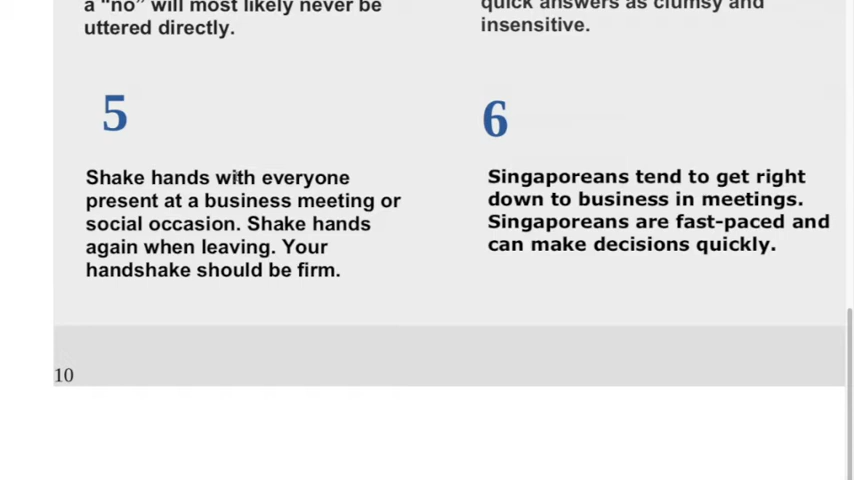 a “no” will most likely never be
uttered directly.
quick answers as clumsy and
insensitive.
5
Shake hands with everyone
present at a business meeting or
social occasion. Shake hands
again when leaving. Your
handshake should be firm.
6
Singaporeans tend to get right
down to business in meetings.
Singaporeans are fast-paced and
can make decisions quickly.
10